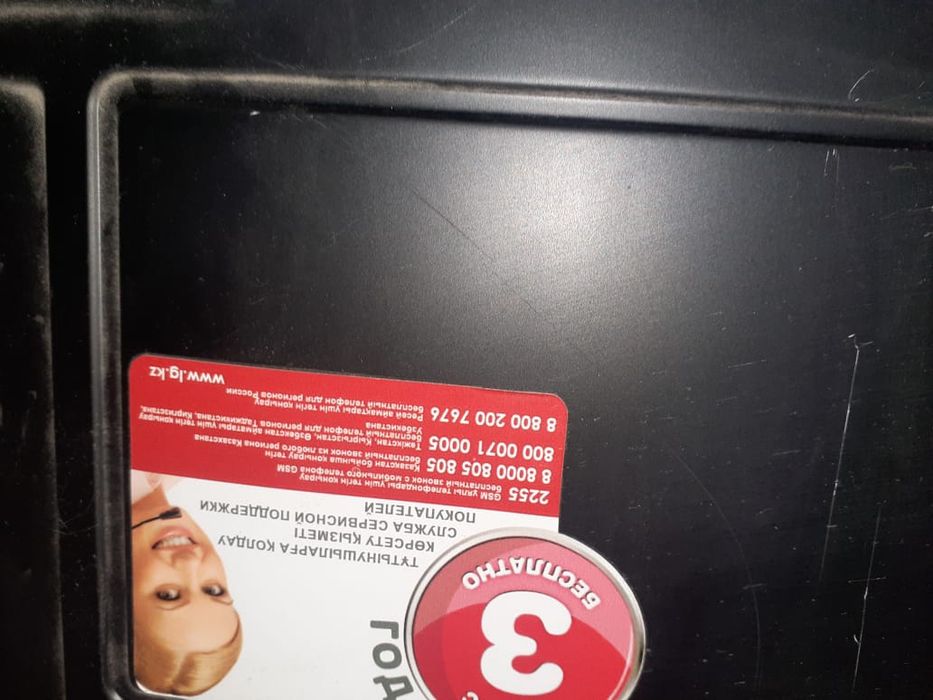 ГОД
3
БЕСПЛАТНО
ТҰТЫНУШЫЛАРҒА ҚОЛДАУ
КӨРСЕТУ ҚЫЗМЕТІ
СЛУЖБА СЕРВИСНОЙ ПОДДЕРЖКИ
ПОКУПАТЕЛЕЙ
2255 GSM ұялы телефондары үшін тегін қоңырау
бесплатный звонок с мобильного телефона GSM
8 8000 805 805 Қазақстан бойынша қоңырау тегін
бесплатный звонок из любого региона Казахстана
800 0071 0005 Тәжікстан, Қырғызстан, Өзбекстан аймақтары үшін тегін қоңырау
бесплатный телефон для регионов Таджикистана, Киргизстана,
Узбекистана
8 800 200 7676 Ресей аймақтары үшін тегін қоңырау
бесплатный телефон для регионов России
www.lg.kz